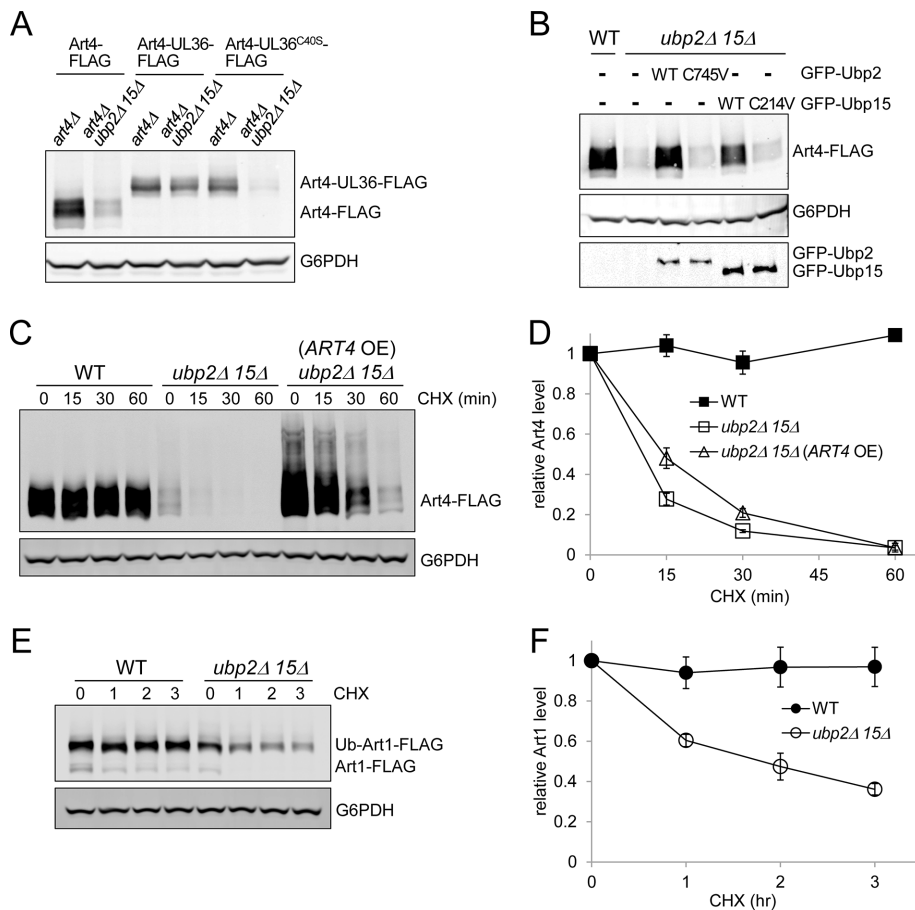 A
Art4-
FLAG
Art4-UL36-
FLAG
Art4-UL36C40S-
FLAG
art4Δ
art4Δ
ubp2Δ 15Δ
art4Δ
art4Δ
ubp2Δ 15Δ
art4Δ
art4Δ
ubp2Δ 15Δ
Art4-UL36-FLAG
Art4-FLAG
G6PDH
B
WT ubp2Δ 15Δ
- - WT C745V - - GFP-Ubp2
- - - - WT C214V GFP-Ubp15
Art4-FLAG
G6PDH
GFP-Ubp2
GFP-Ubp15
C
(ART4 OE)
WT ubp2Δ 15Δ ubp2Δ 15Δ
0 15 30 60 0 15 30 60 0 15 30 60 CHX (min)
Art4-FLAG
G6PDH
D
relative Art4 level
1
0.8
0.6
0.4
0.2
0
0 15 30 45 60
CHX (min)
WT
ubp2Δ 15Δ
ubp2Δ 15Δ (ART4 OE)
E
WT ubp2Δ 15Δ
0 1 2 3 0 1 2 3 CHX
Ub-Art1-FLAG
Art1-FLAG
G6PDH
F
relative Art1 level
1
0.8
0.6
0.4
0.2
0
0 1 2 3
CHX (hr)
WT
ubp2Δ 15Δ